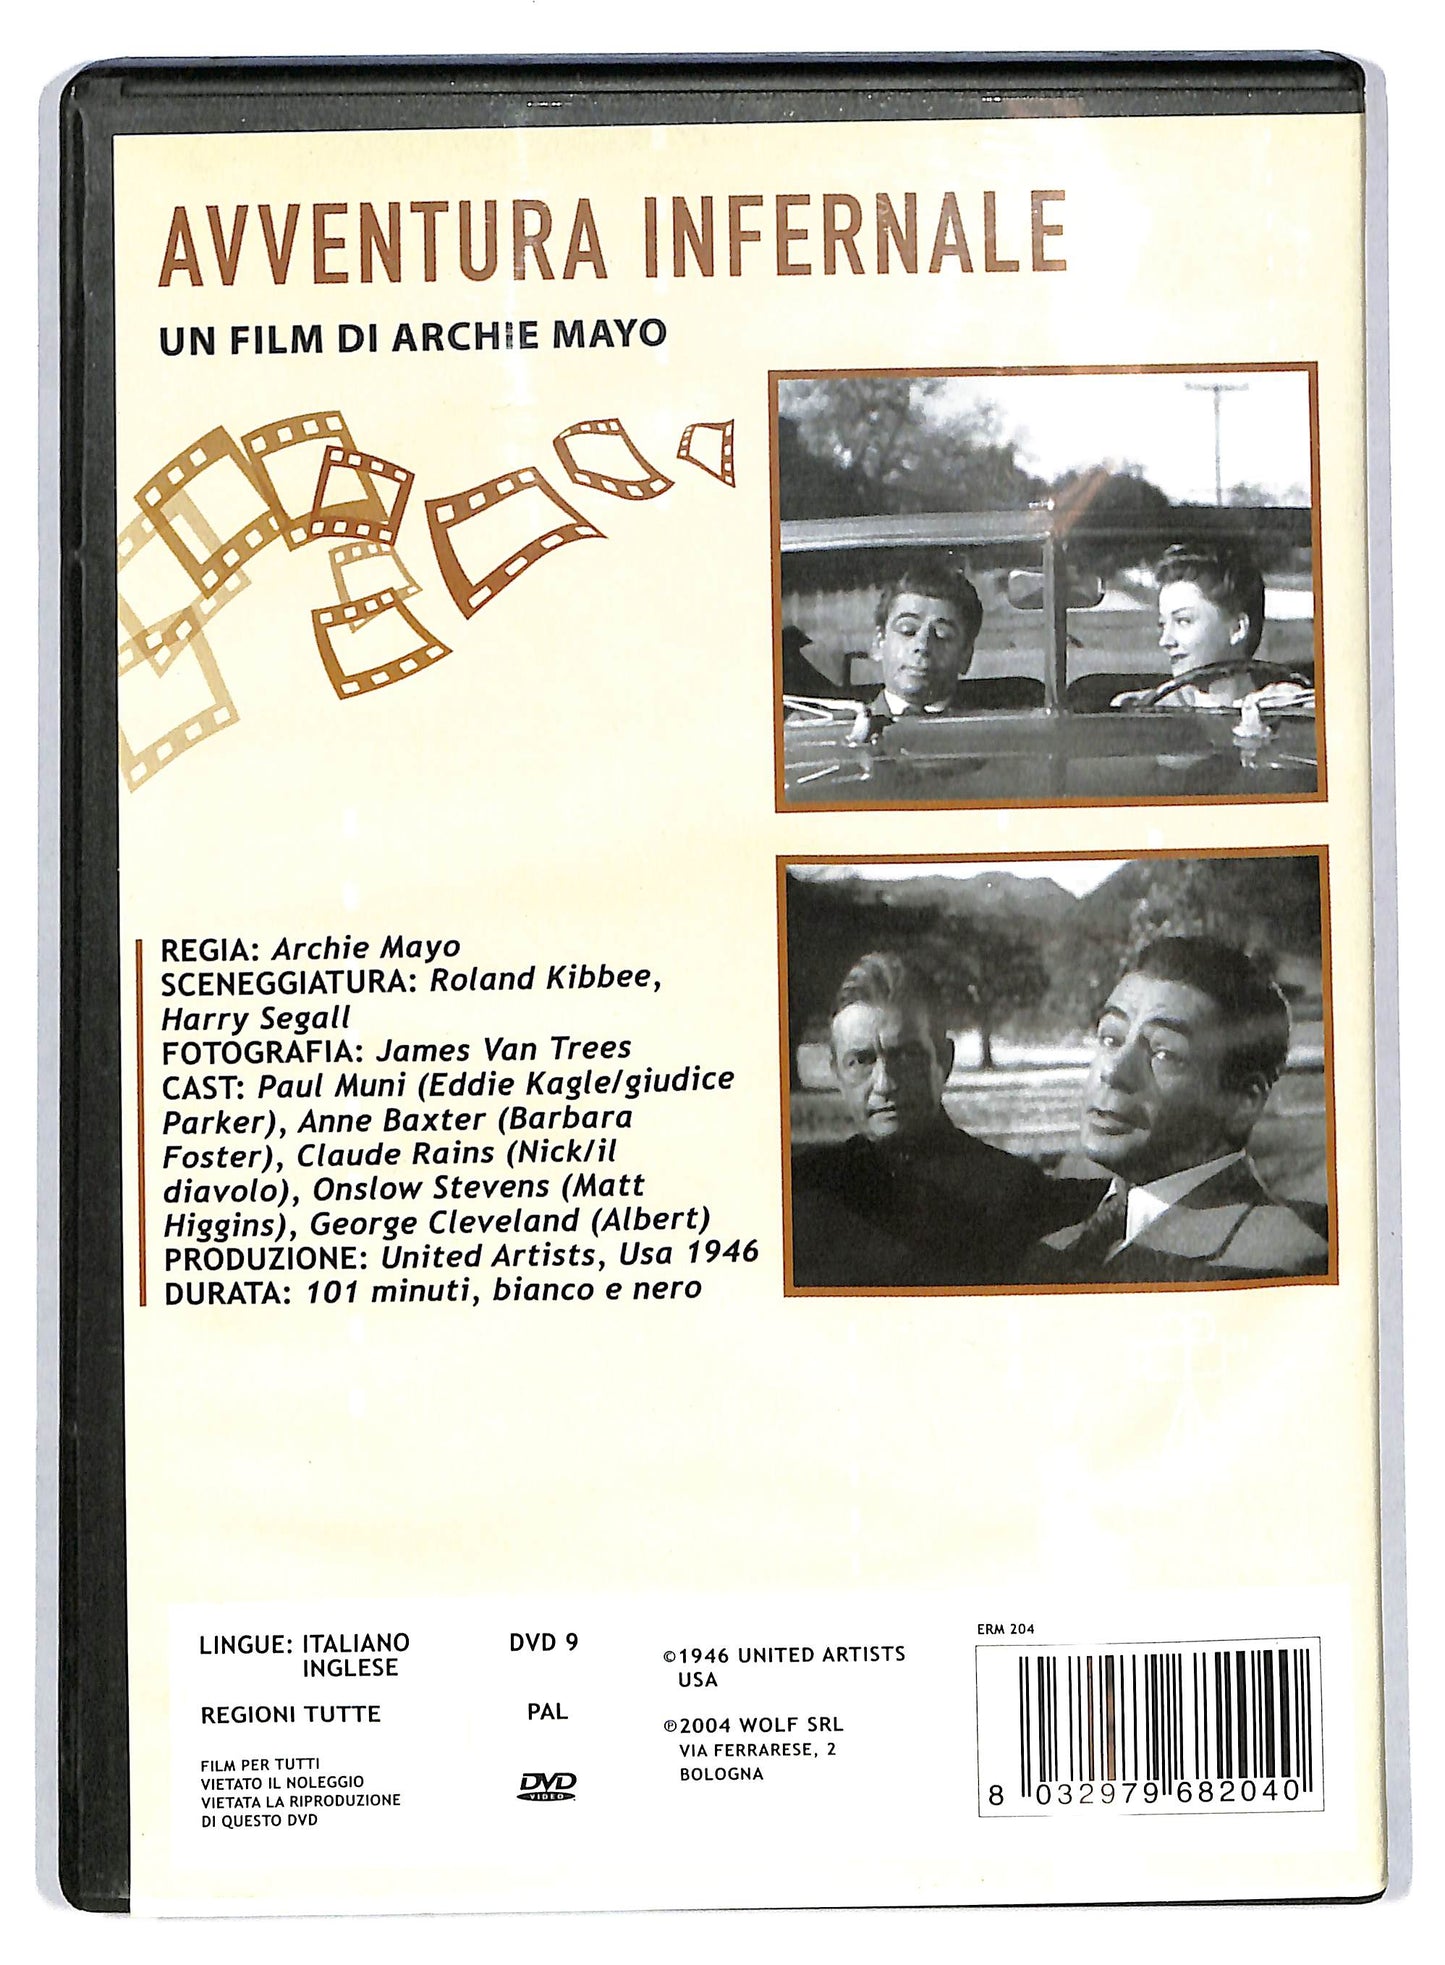 AVVENTURA INFERNALE
UN FILM DI ARCHIE MAYO
REGIA: Archie Mayo
SCENEGGIATURA: Roland Kibbee,
Harry Segall
FOTOGRAFIA: James Van Trees
CAST: Paul Muni (Eddie Kagle/giudice
Parker), Anne Baxter (Barbara
Foster), Claude Rains (Nick/il
diavolo), Onslow Stevens (Matt
Higgins), George Cleveland (Albert)
PRODUZIONE: United Artists, Usa 1946
DURATA: 101 minuti, bianco e nero
LINGUE: ITALIANO
INGLESE
REGIONI TUTTE
FILM PER TUTTI
VIETATO IL NOLEGGIO
VIETATA LA RIPRODUZIONE
DI QUESTO DVD
DVD 9
PAL
DVD
VIDEO
©1946 UNITED ARTISTS
USA
℗2004 WOLF SRL
VIA FERRARESE, 2
BOLOGNA
ERM 204
8 032979 682040